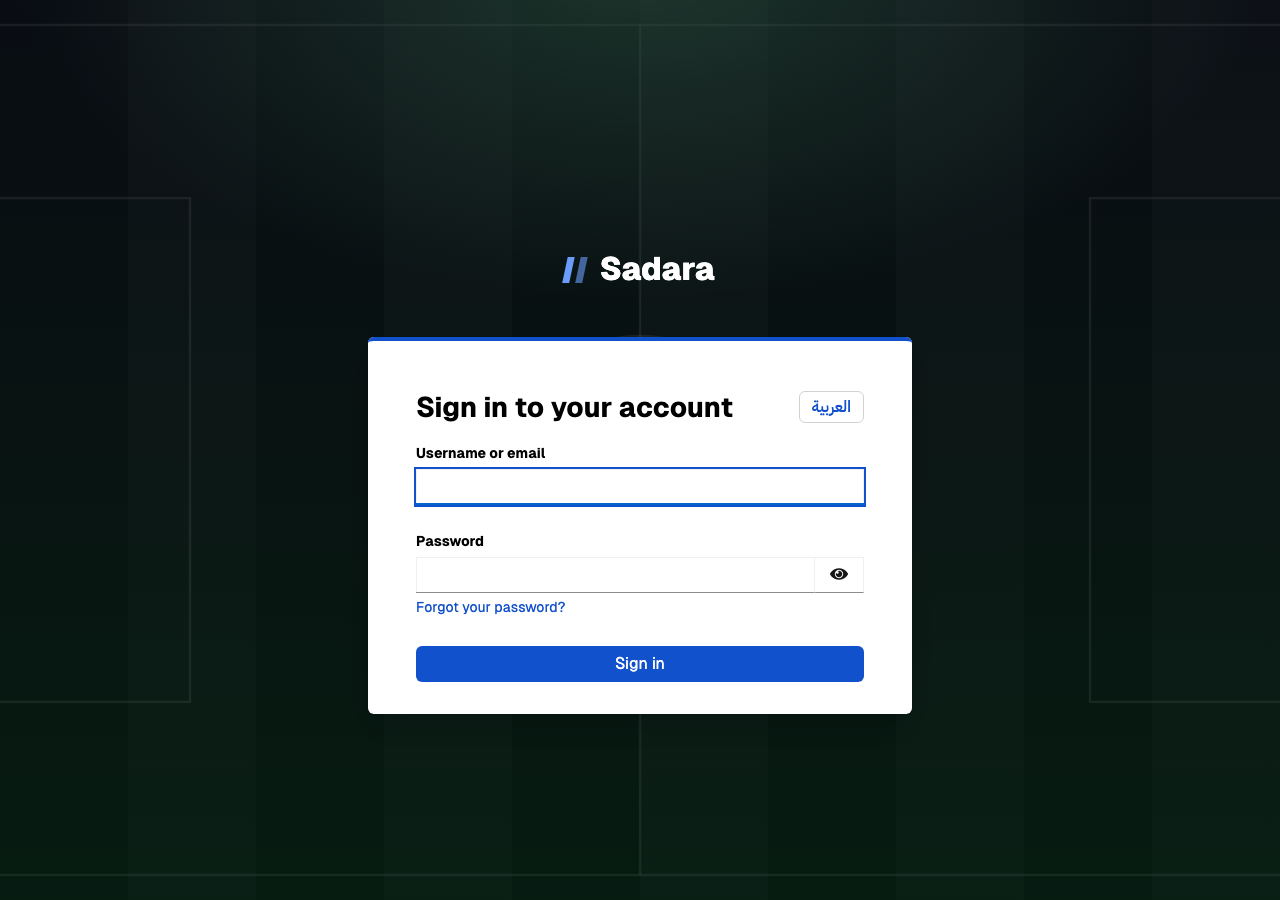 Sadara
Sign in to your account
العربية
Username or email
Password
Forgot your password?
Sign in